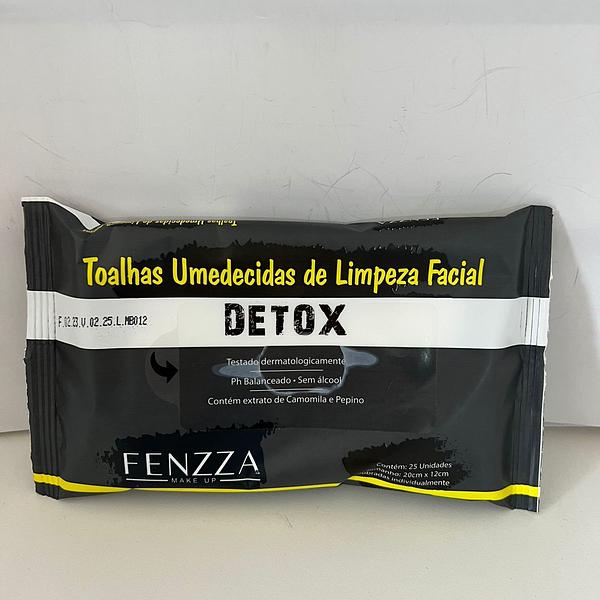 Toalhas Umedecidas de Limpeza Facial
DETOX
F.02.23.V.02.25.L.MB012
Testado dermatologicamente
Ph Balanceado • Sem álcool
Contém extrato de Camomila e Pepino
FENZZA
MAKE UP
Contém: 25 Unidades
20cm x 12cm
individualmente